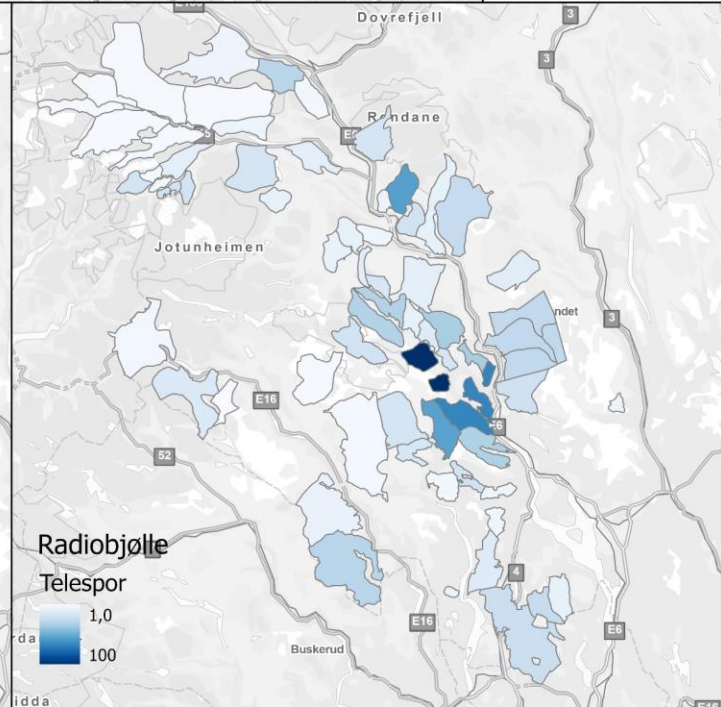 Dovrefjell
3
3
Rondane
Jotunheimen
ndet
3
E16
E6
52
Radiobjølle
Telespor
1,0
100
4
E16
E6
Buskerud
idda